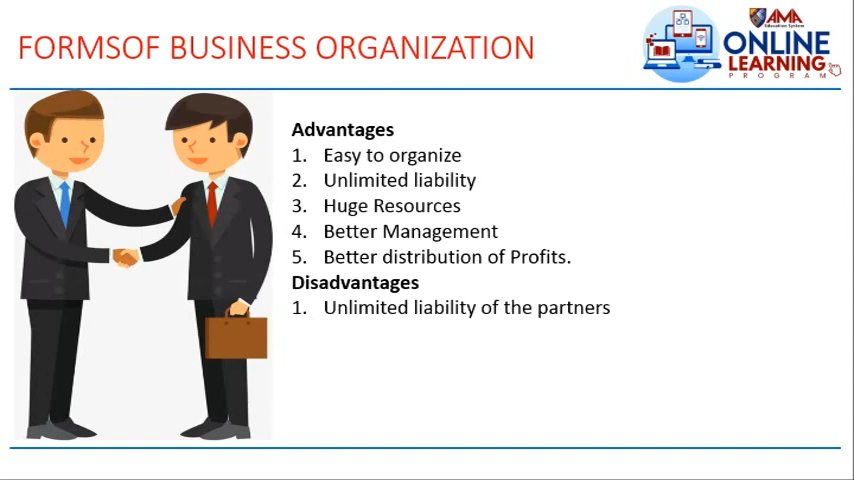 FORMSOF BUSINESS ORGANIZATION
AMA
Education System
ONLINE
LEARNING
PROGRAM
Advantages
1. Easy to organize
2. Unlimited liability
3. Huge Resources
4. Better Management
5. Better distribution of Profits.
Disadvantages
1. Unlimited liability of the partners